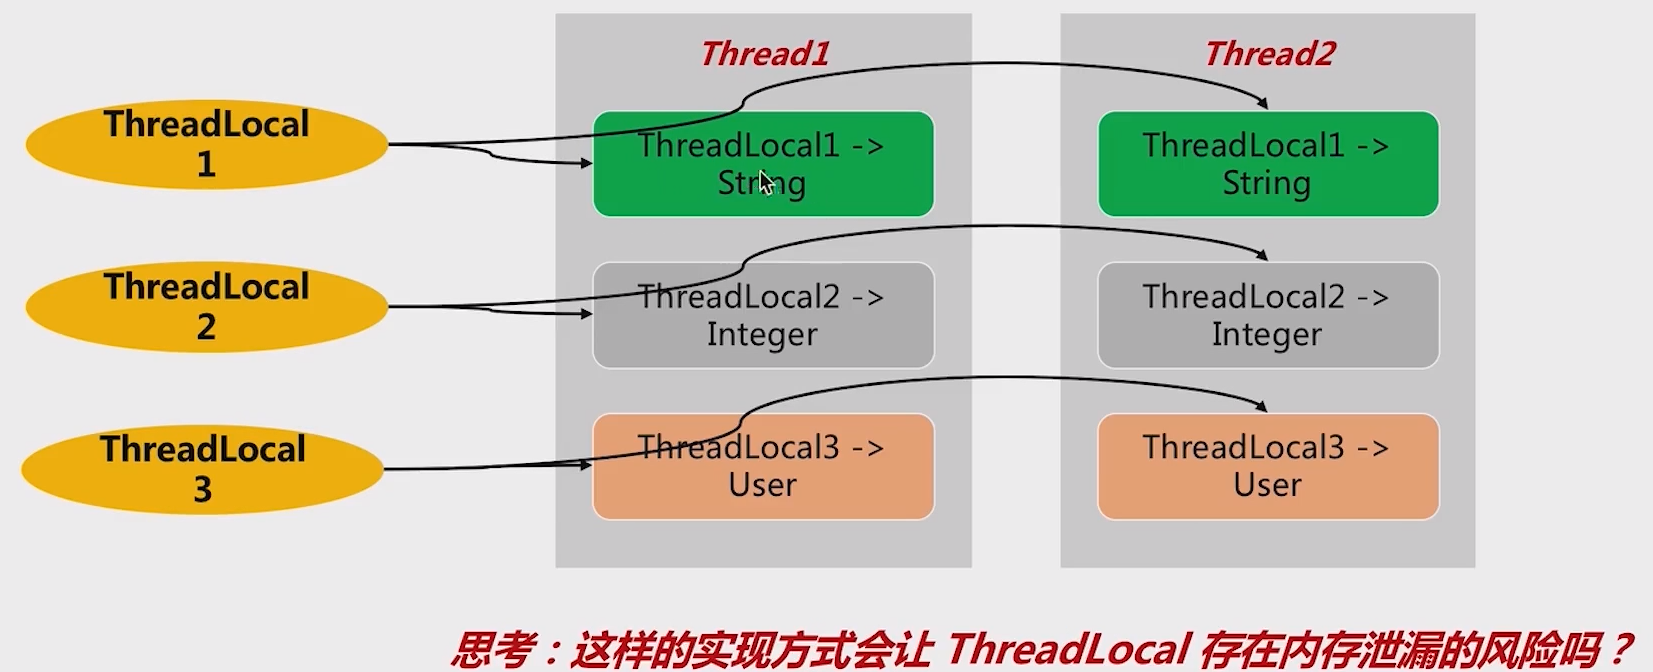 Thread1
Thread2
ThreadLocal
1
ThreadLocal1 ->
String
ThreadLocal1 ->
String
ThreadLocal
2
ThreadLocal2 ->
Integer
ThreadLocal2 ->
Integer
ThreadLocal
3
ThreadLocal3 ->
User
ThreadLocal3 ->
User
思考：这样的实现方式会让 ThreadLocal 存在内存泄漏的风险吗？